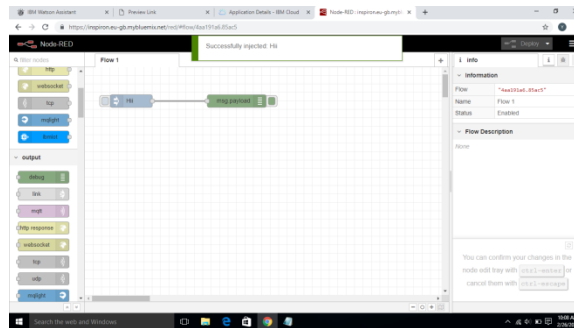 IBM Watson Assistant
Preview Link
Application Details - IBM Cloud
Node-RED : inspiron.eu-gb.mybl
https://inspiron.eu-gb.mybluemix.net/red/#flow/4aa191a6.85ac5
Node-RED
Successfully injected: Hi
Deploy
filter nodes
Flow 1
info
http
websocket
tcp
mqlight
output
debug
link
mqtt
http response
websocket
tcp
udp
mqlight
Hi
msg.payload
Information
Flow "4aa191a6.85ac5"
Name Flow 1
Status Enabled
Flow Description
None
You can confirm your changes in the
node edit tray with ctrl-enter or
cancel them with ctrl-escape
Search the web and Windows